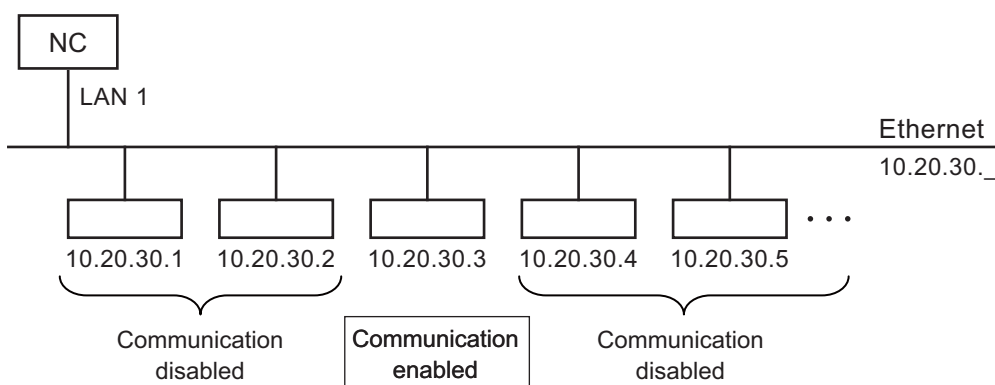 NC
LAN 1
Ethernet
10.20.30._
10.20.30.1 10.20.30.2 10.20.30.3 10.20.30.4 10.20.30.5 ···
Communication
disabled
Communication
enabled
Communication
disabled